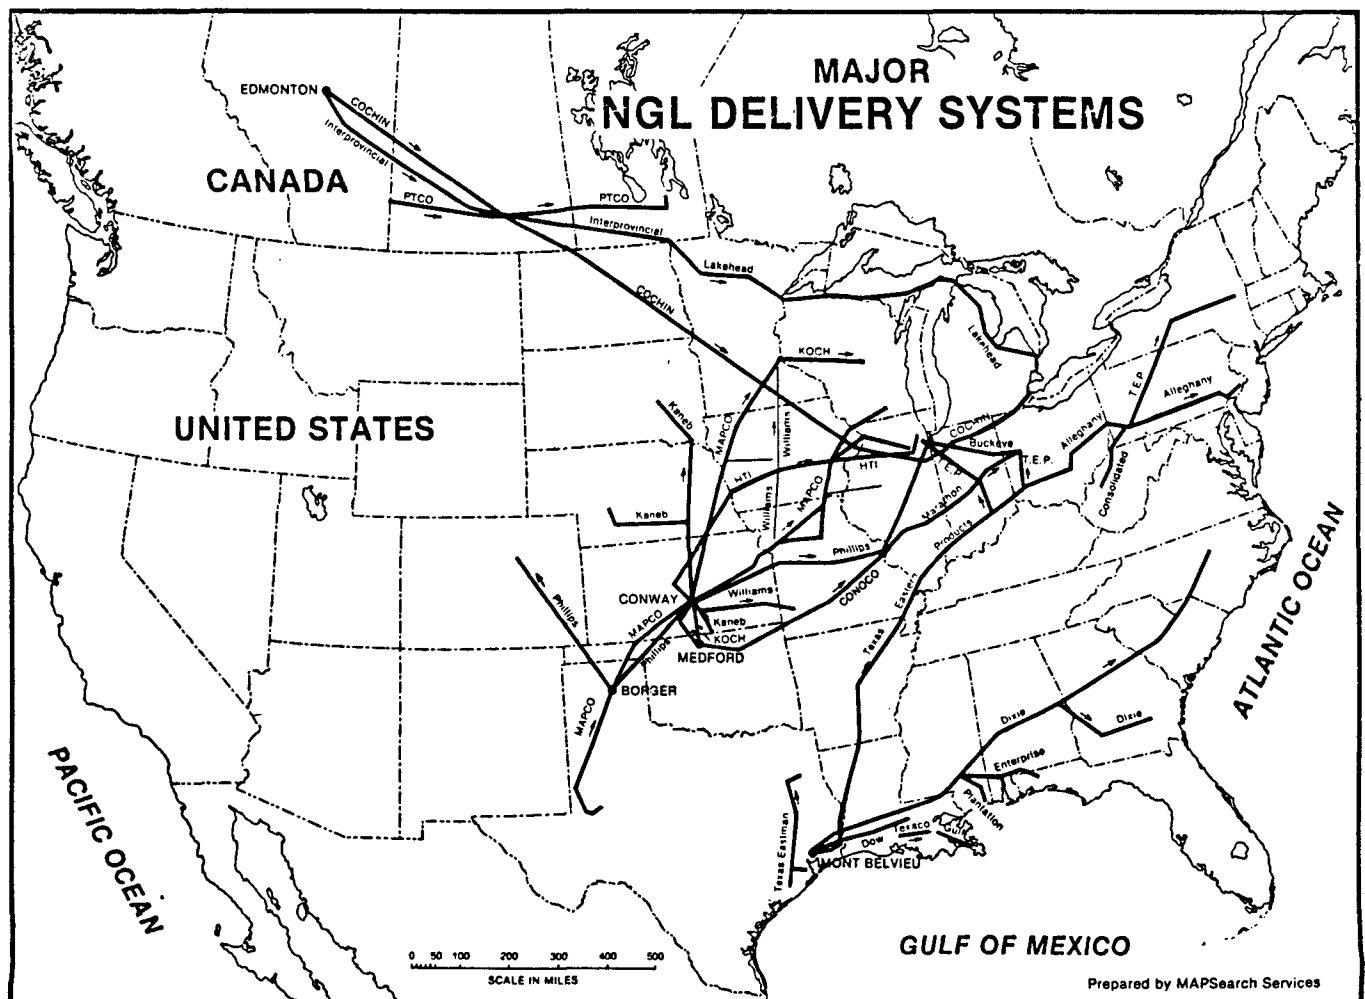 MAJOR
NGL DELIVERY SYSTEMS
EDMONTON
COCHIN
Interprovincial
CANADA
PTCO
PTCO
Interprovincial
Lakehead
COCHIN
Lakehead
KOCH
UNITED STATES
Kaneb
MAPCO
Williams
COCHIN
Buckeye
T.E.P.
Alleghany
Alleghany
HTI
HTI
T.E.P.
Consolidated
Kaneb
Williams
MAPCO
Marathon
Products
Phillips
Phillips
CONWAY
Williams
CONOCO
Eastern
Texas
MAPCO
Kaneb
KOCH
Phillips
MEDFORD
BORGER
MAPCO
Dixie
Dixie
Enterprise
Plantation
Texas Eastman
Dow
Texaco
Gulf
MONT BELVIEU
PACIFIC OCEAN
ATLANTIC OCEAN
GULF OF MEXICO
0 50 100 200 300 400 500
SCALE IN MILES
Prepared by MAPSearch Services